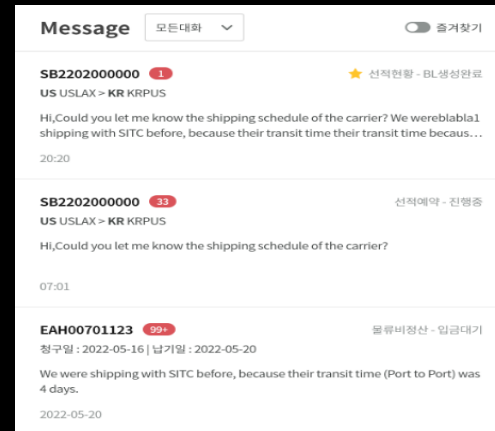 Message 모든대화 즐겨찾기
SB2202000000 1 선적현황 - BL생성완료
US USLAX > KR KRPUS
Hi,Could you let me know the shipping schedule of the carrier? We wereblabla1
shipping with SITC before, because their transit time their transit time becaus...
20:20
SB2202000000 33 선적예약 - 진행중
US USLAX > KR KRPUS
Hi,Could you let me know the shipping schedule of the carrier?
07:01
EAH00701123 99+ 물류비정산 - 입금대기
청구일 : 2022-05-16 | 납기일 : 2022-05-20
We were shipping with SITC before, because their transit time (Port to Port) was
4 days.
2022-05-20